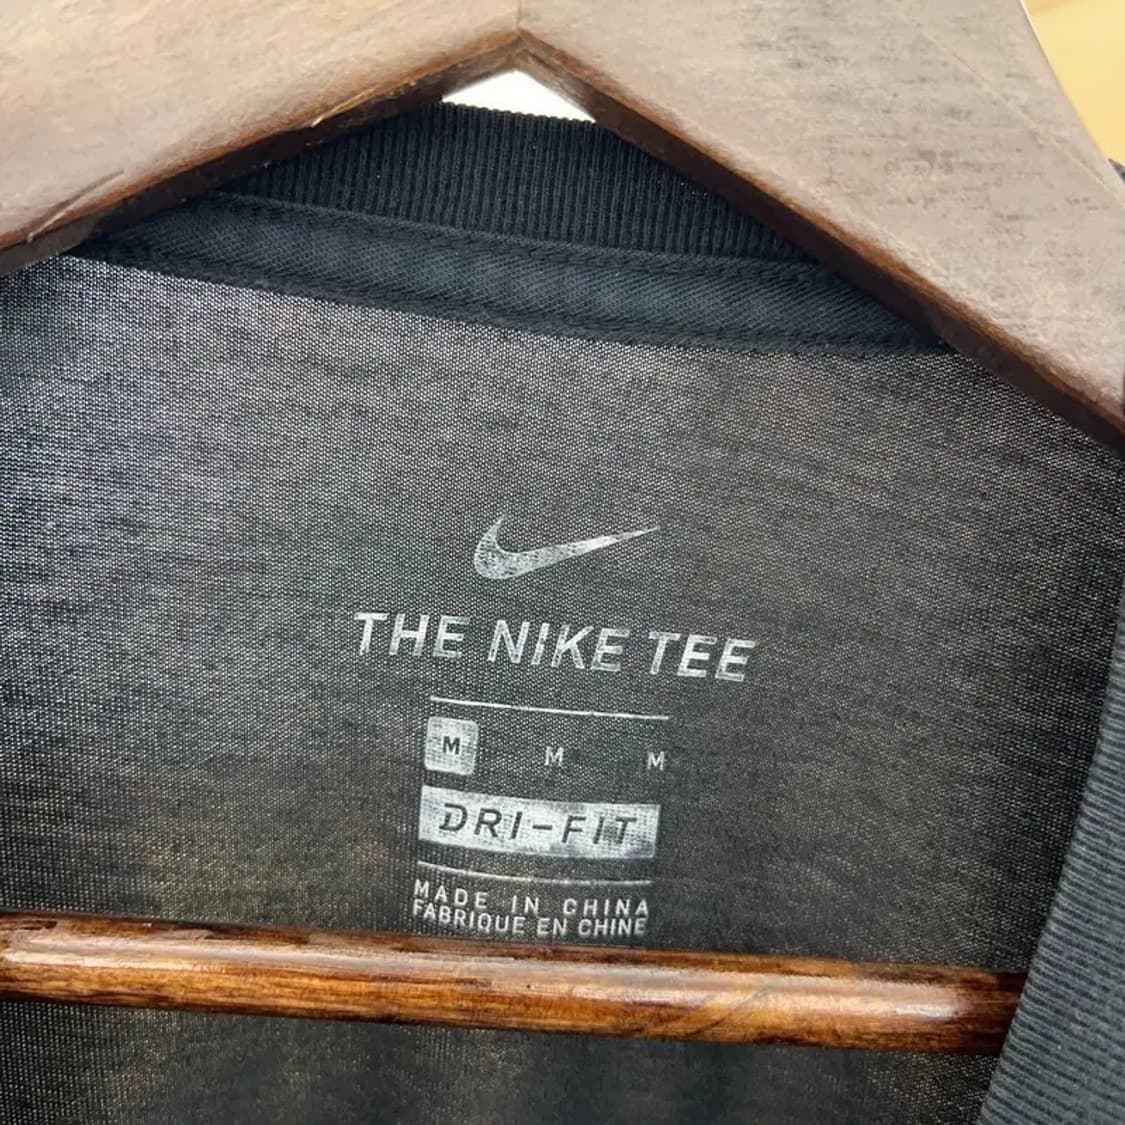 THE NIKE TEE
M M M
DRI-FIT
MADE IN CHINA
FABRIQUE EN CHINE